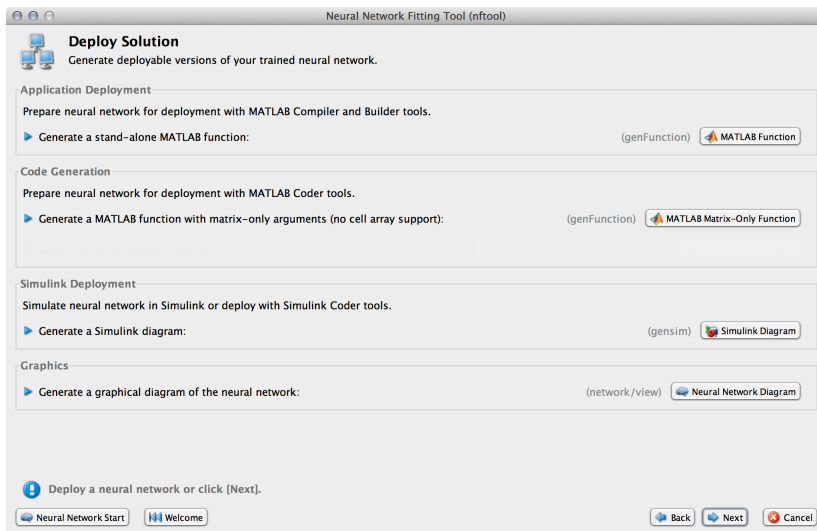 Neural Network Fitting Tool (nftool)
Deploy Solution
Generate deployable versions of your trained neural network.
Application Deployment
Prepare neural network for deployment with MATLAB Compiler and Builder tools.
Generate a stand-alone MATLAB function: (genFunction) MATLAB Function
Code Generation
Prepare neural network for deployment with MATLAB Coder tools.
Generate a MATLAB function with matrix-only arguments (no cell array support): (genFunction) MATLAB Matrix-Only Function
Simulink Deployment
Simulate neural network in Simulink or deploy with Simulink Coder tools.
Generate a Simulink diagram: (gensim) Simulink Diagram
Graphics
Generate a graphical diagram of the neural network: (network/view) Neural Network Diagram
Deploy a neural network or click [Next].
Neural Network Start Welcome Back Next Cancel